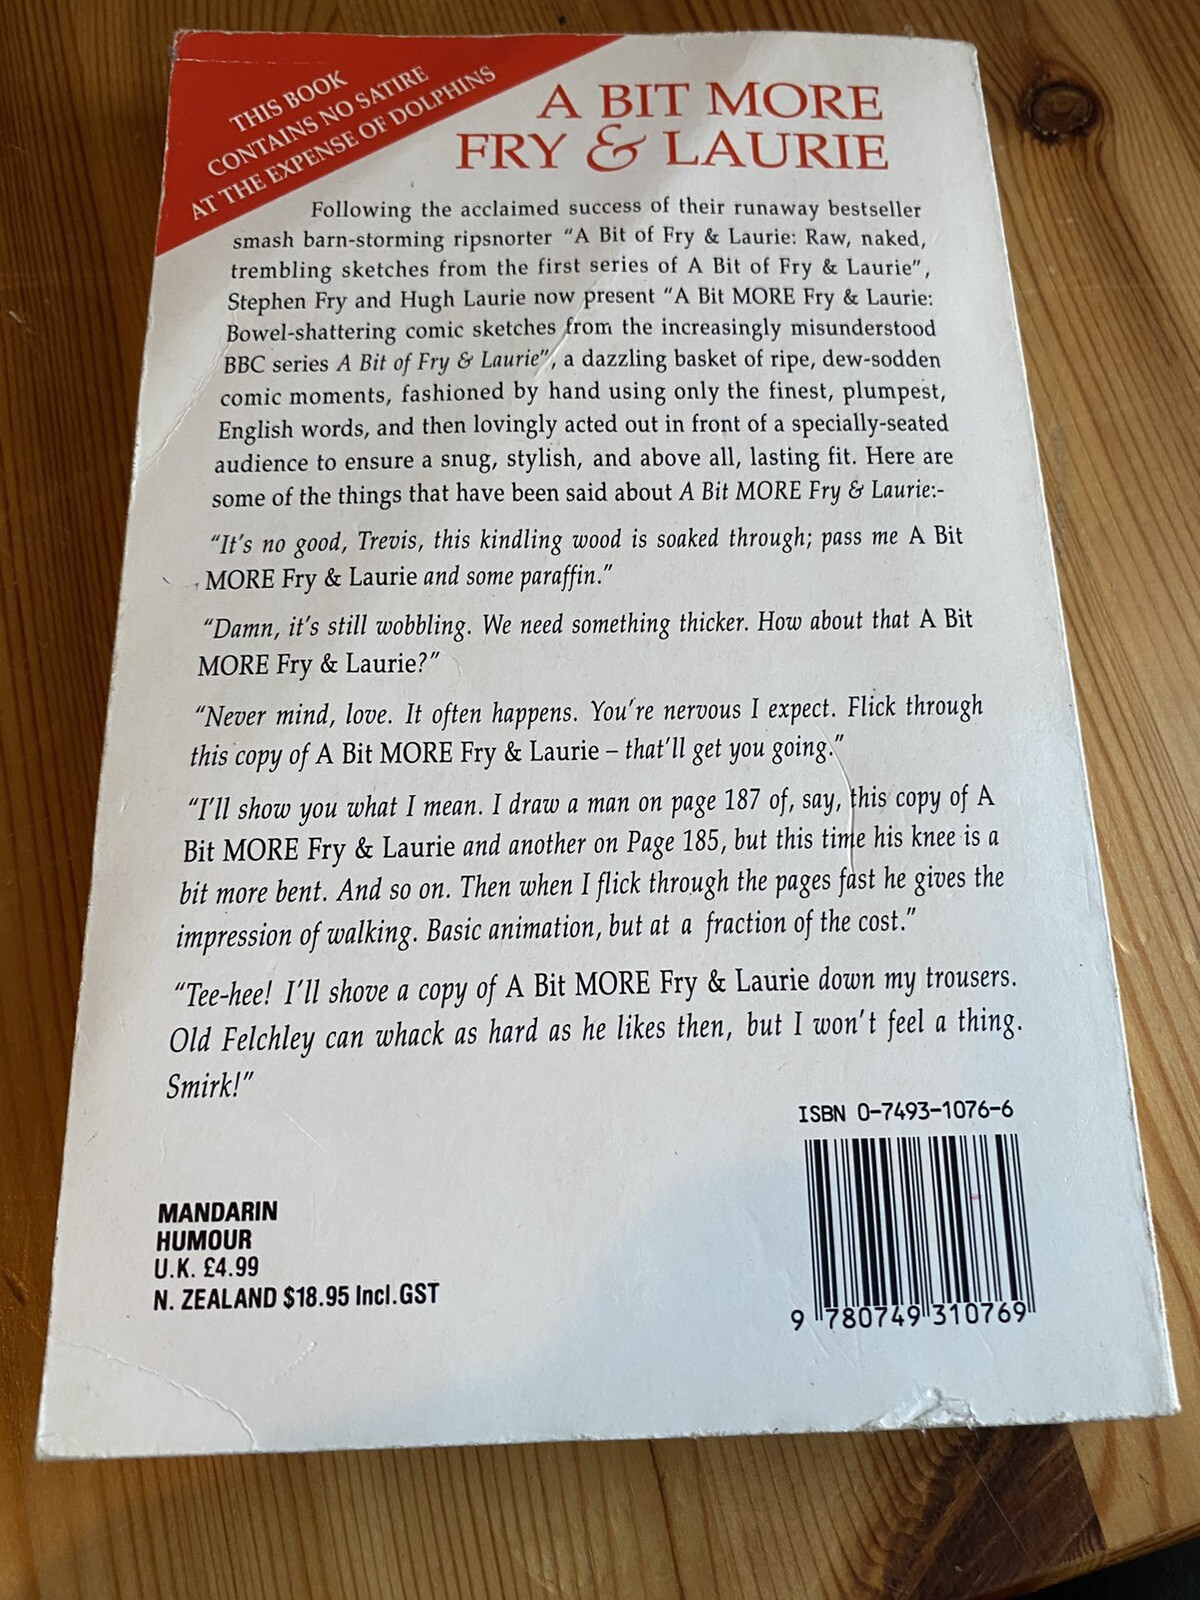 THIS BOOK
CONTAINS NO SATIRE
AT THE EXPENSE OF DOLPHINS
A BIT MORE
FRY & LAURIE
Following the acclaimed success of their runaway bestseller
smash barn-storming ripsnorter “A Bit of Fry & Laurie: Raw, naked,
trembling sketches from the first series of A Bit of Fry & Laurie”,
Stephen Fry and Hugh Laurie now present “A Bit MORE Fry & Laurie:
Bowel-shattering comic sketches from the increasingly misunderstood
BBC series A Bit of Fry & Laurie”, a dazzling basket of ripe, dew-sodden
comic moments, fashioned by hand using only the finest, plumpest,
English words, and then lovingly acted out in front of a specially-seated
audience to ensure a snug, stylish, and above all, lasting fit. Here are
some of the things that have been said about A Bit MORE Fry & Laurie:-
“It's no good, Trevis, this kindling wood is soaked through; pass me A Bit
MORE Fry & Laurie and some paraffin.”
“Damn, it's still wobbling. We need something thicker. How about that A Bit
MORE Fry & Laurie?”
“Never mind, love. It often happens. You're nervous I expect. Flick through
this copy of A Bit MORE Fry & Laurie – that'll get you going.”
“I'll show you what I mean. I draw a man on page 187 of, say, this copy of A
Bit MORE Fry & Laurie and another on Page 185, but this time his knee is a
bit more bent. And so on. Then when I flick through the pages fast he gives the
impression of walking. Basic animation, but at a fraction of the cost.”
“Tee-hee! I'll shove a copy of A Bit MORE Fry & Laurie down my trousers.
Old Felchley can whack as hard as he likes then, but I won't feel a thing.
Smirk!”
ISBN 0-7493-1076-6
MANDARIN
HUMOUR
U.K. £4.99
N. ZEALAND $18.95 Incl.GST
9 780749 310769